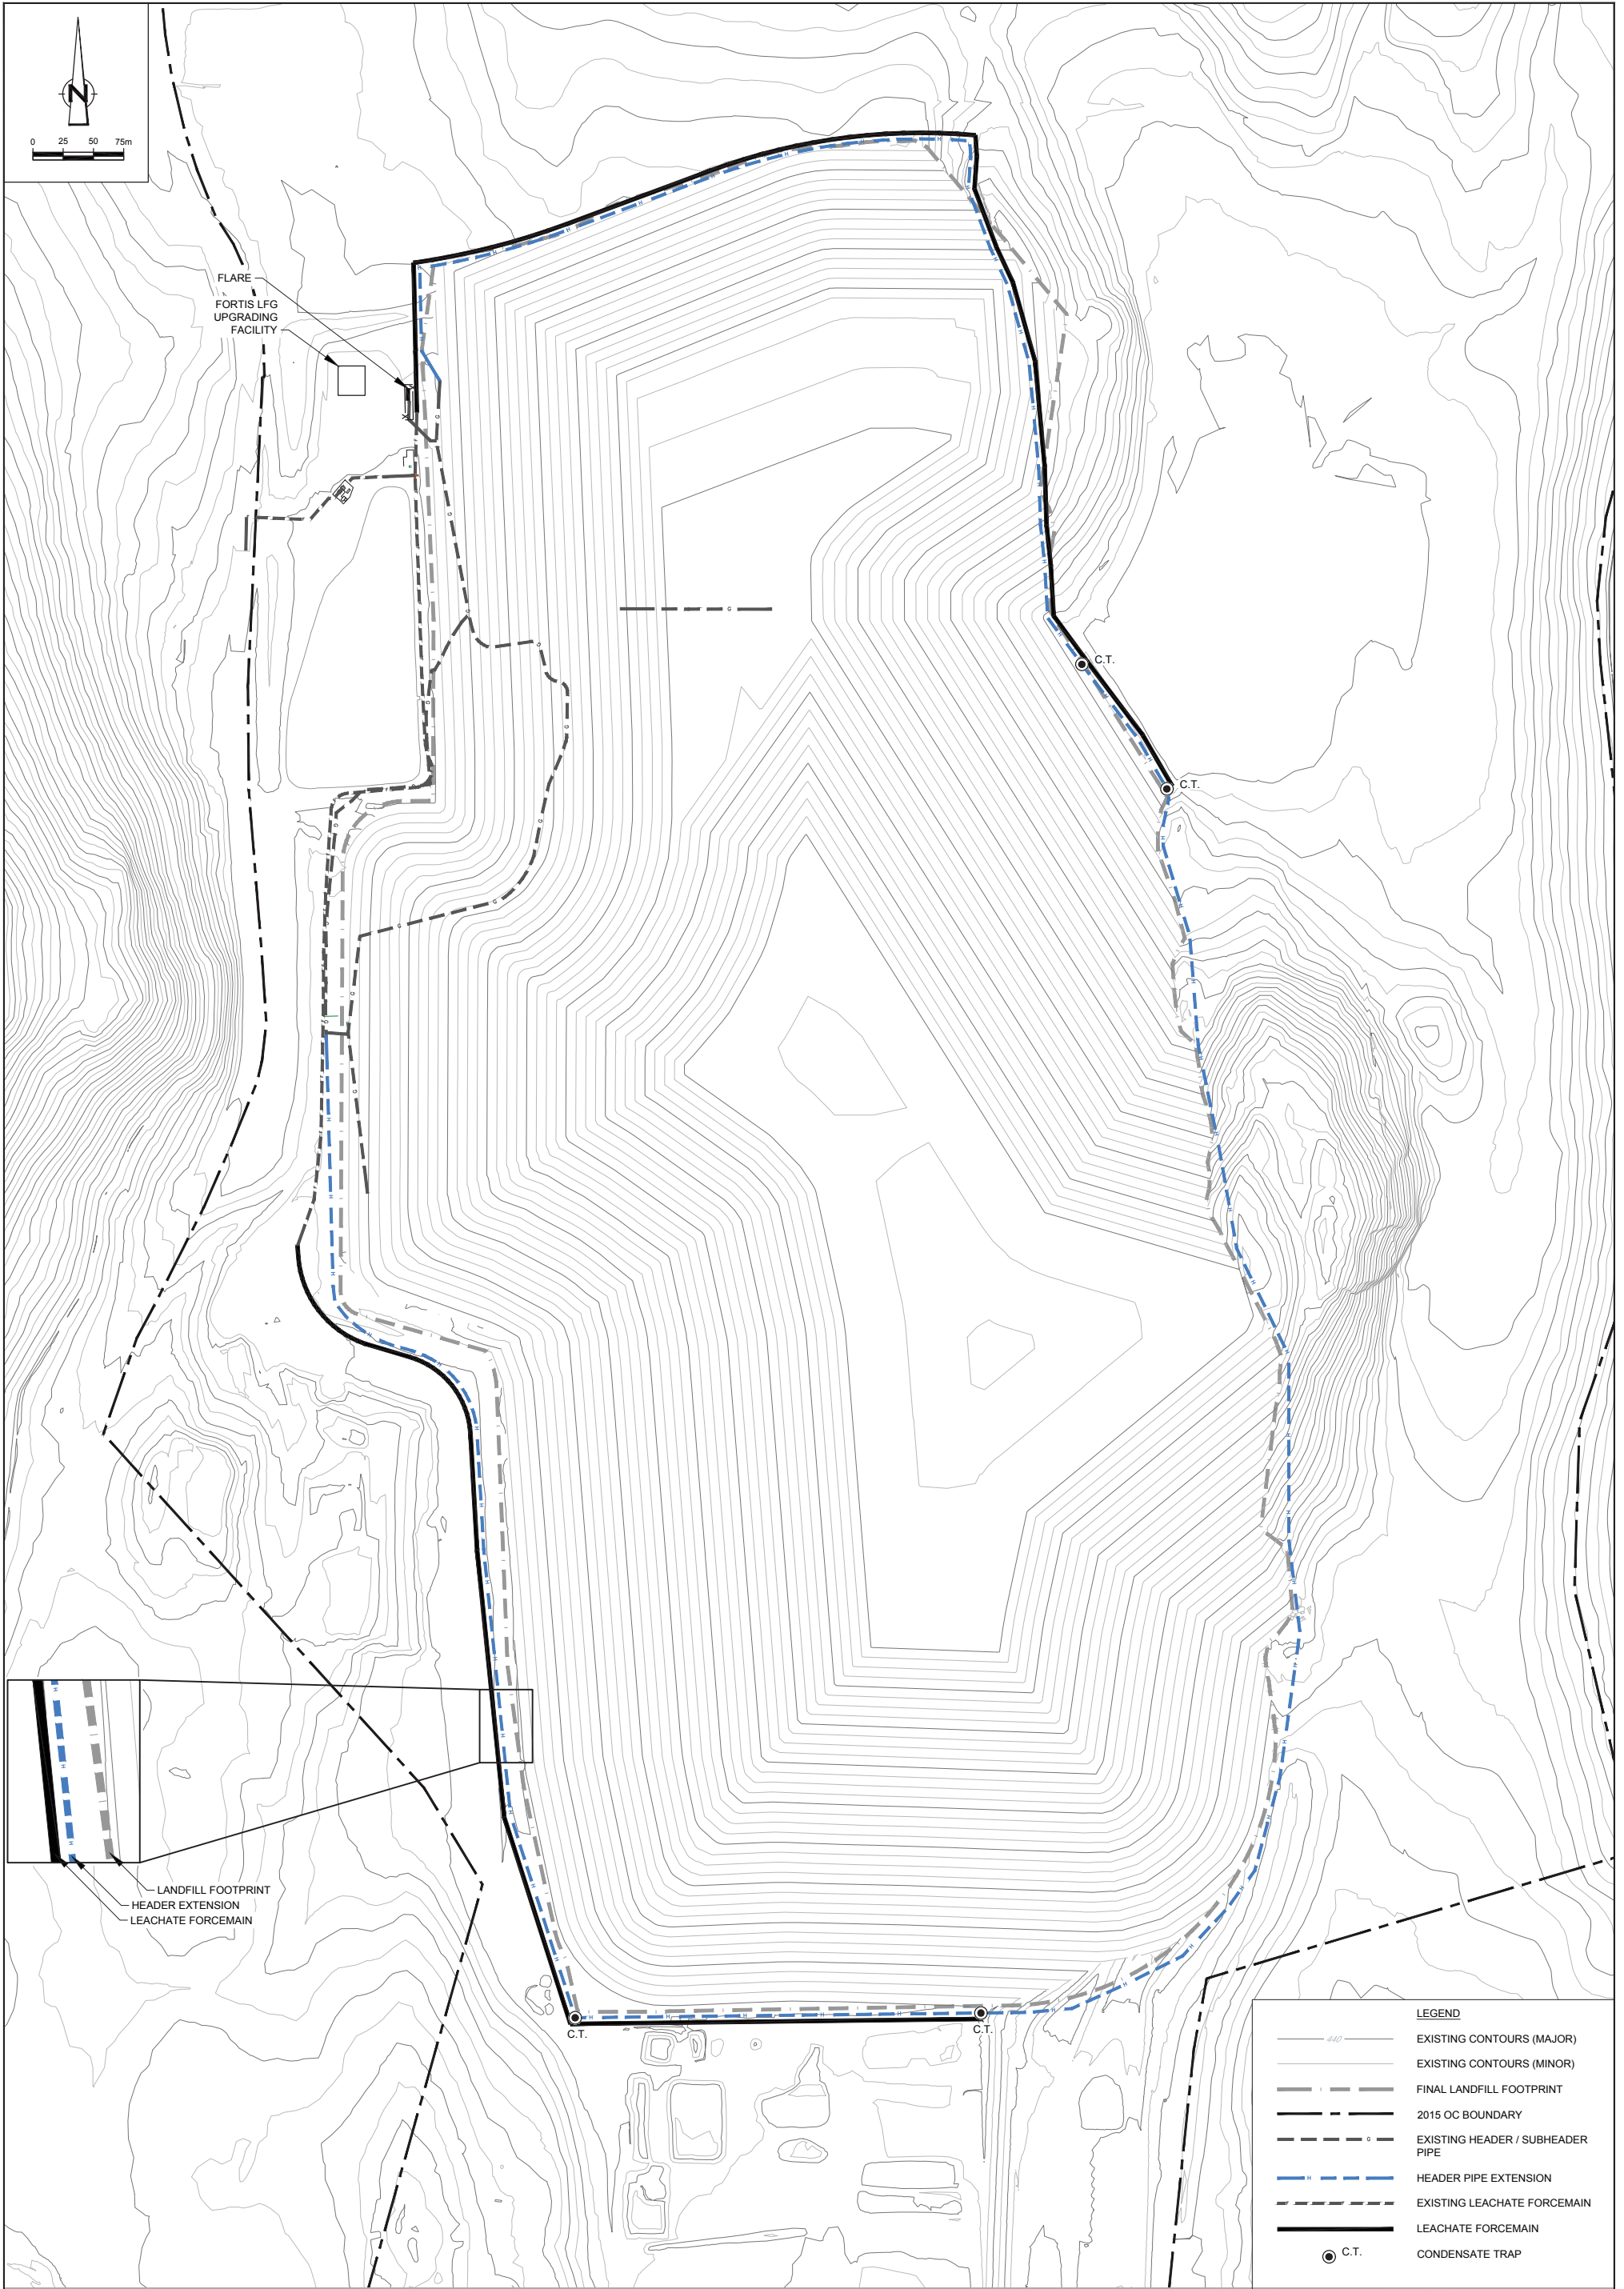 N
0 25 50 75m
FLARE
FORTIS LFG
UPGRADING
FACILITY
C.T.
C.T.
LANDFILL FOOTPRINT
HEADER EXTENSION
LEACHATE FORCEMAIN
C.T.
C.T.
LEGEND
440
EXISTING CONTOURS (MAJOR)
EXISTING CONTOURS (MINOR)
FINAL LANDFILL FOOTPRINT
2015 OC BOUNDARY
G
EXISTING HEADER / SUBHEADER
PIPE
H
HEADER PIPE EXTENSION
EXISTING LEACHATE FORCEMAIN
LEACHATE FORCEMAIN
C.T.
CONDENSATE TRAP